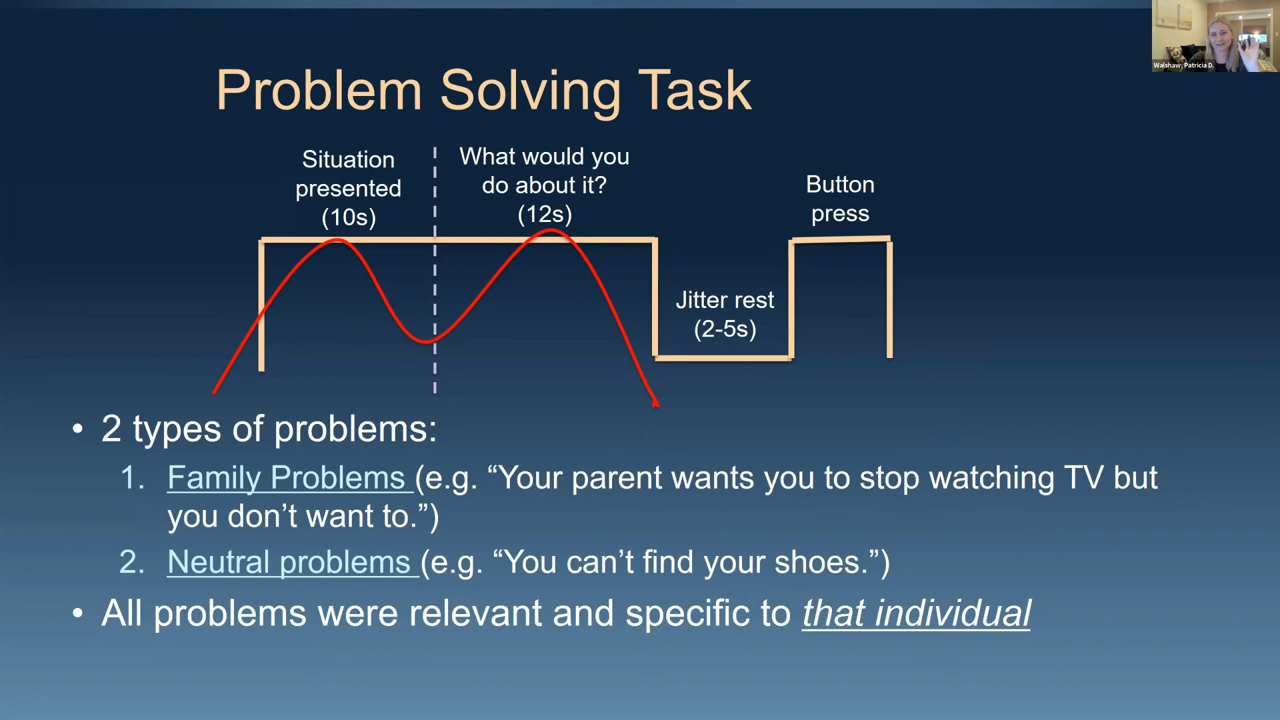 Walshaw, Patricia D.
Problem Solving Task
Situation
presented
(10s)
What would you
do about it?
(12s)
Button
press
Jitter rest
(2-5s)
• 2 types of problems:
1. Family Problems (e.g. “Your parent wants you to stop watching TV but
you don’t want to.”)
2. Neutral problems (e.g. “You can’t find your shoes.”)
• All problems were relevant and specific to that individual